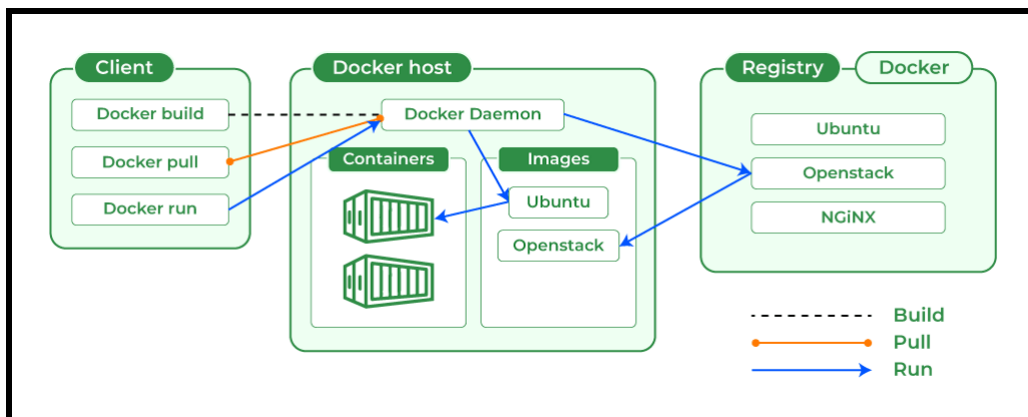 Client
Docker build
Docker pull
Docker run
Docker host
Docker Daemon
Containers
Images
Ubuntu
Openstack
Registry
Docker
Ubuntu
Openstack
NGiNX
Build
Pull
Run